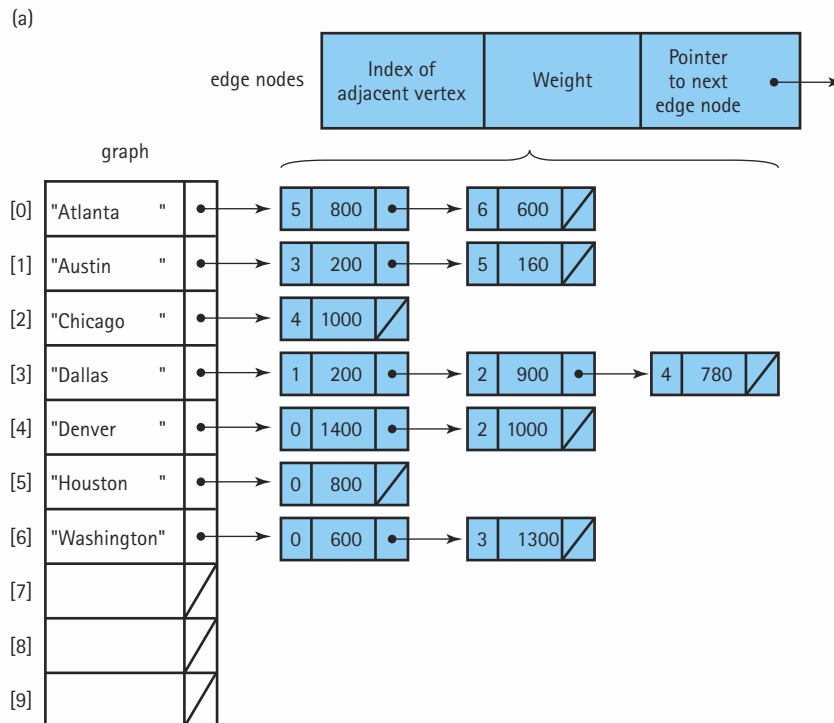 (a)
edge nodes
Index of
adjacent vertex
Weight
Pointer
to next
edge node
graph
[0] "Atlanta " 5 800 6 600
[1] "Austin " 3 200 5 160
[2] "Chicago " 4 1000
[3] "Dallas " 1 200 2 900 4 780
[4] "Denver " 0 1400 2 1000
[5] "Houston " 0 800
[6] "Washington" 0 600 3 1300
[7]
[8]
[9]